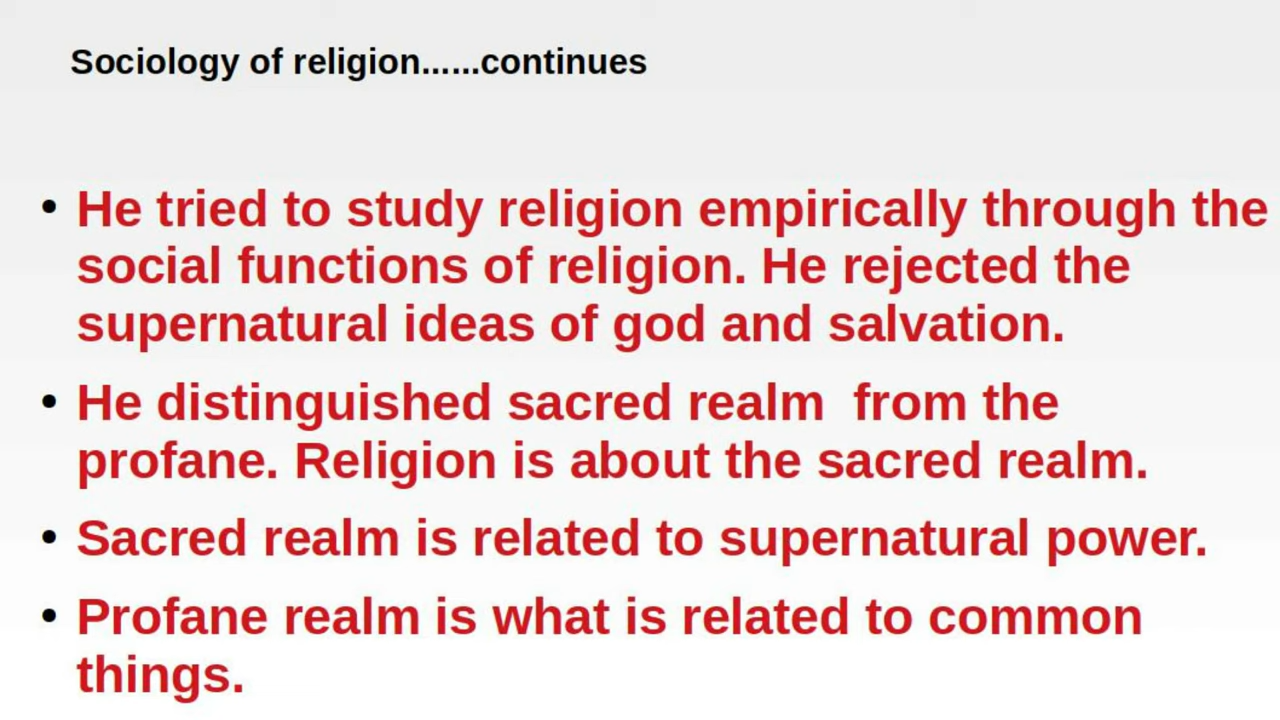 Sociology of religion......continues
• He tried to study religion empirically through the
social functions of religion. He rejected the
supernatural ideas of god and salvation.
• He distinguished sacred realm  from the
profane. Religion is about the sacred realm.
• Sacred realm is related to supernatural power.
• Profane realm is what is related to common
things.